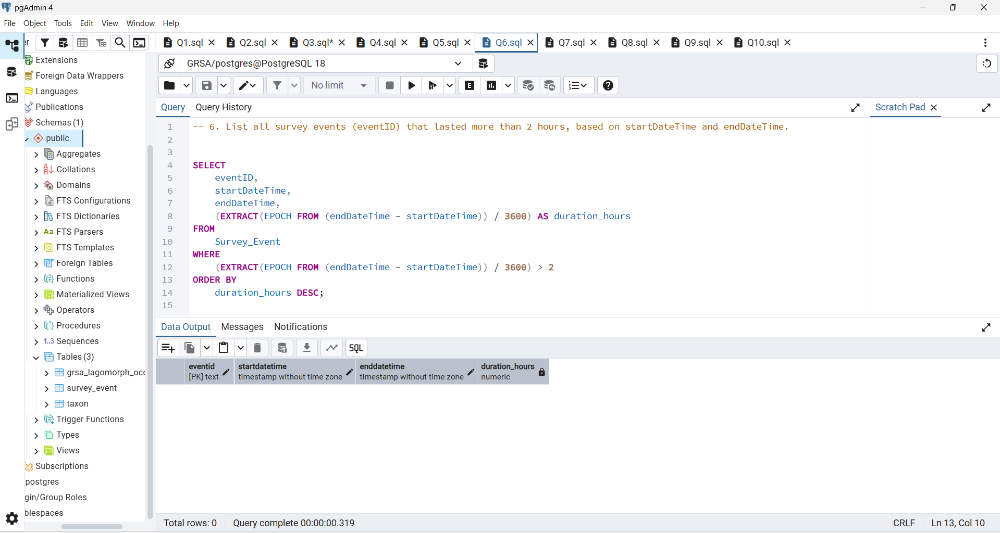 pgAdmin 4
File Object Tools Edit View Window Help
er
Q1.sql Q2.sql Q3.sql* Q4.sql Q5.sql Q6.sql Q7.sql Q8.sql Q9.sql Q10.sql
Extensions
Foreign Data Wrappers
Languages
Publications
Schemas (1)
public
Aggregates
Collations
Domains
FTS Configurations
FTS Dictionaries
Aa FTS Parsers
FTS Templates
Foreign Tables
Functions
Materialized Views
Operators
Procedures
1..3 Sequences
Tables (3)
grsa_lagomorph_occ
survey_event
taxon
Trigger Functions
Types
Views
Subscriptions
postgres
gin/Group Roles
blespaces
GRSA/postgres@PostgreSQL 18
No limit
E
Query Query History
Scratch Pad
1 -- 6. List all survey events (eventID) that lasted more than 2 hours, based on startDateTime and endDateTime.
2
3
4 SELECT
5 eventID,
6 startDateTime,
7 endDateTime,
8 (EXTRACT(EPOCH FROM (endDateTime - startDateTime)) / 3600) AS duration_hours
9 FROM
10 Survey_Event
11 WHERE
12 (EXTRACT(EPOCH FROM (endDateTime - startDateTime)) / 3600) > 2
13 ORDER BY
14 duration_hours DESC;
15
Data Output Messages Notifications
SQL
eventid startdatetime enddatetime duration_hours
[PK] text timestamp without time zone timestamp without time zone numeric
Total rows: 0 Query complete 00:00:00.319 CRLF Ln 13, Col 10